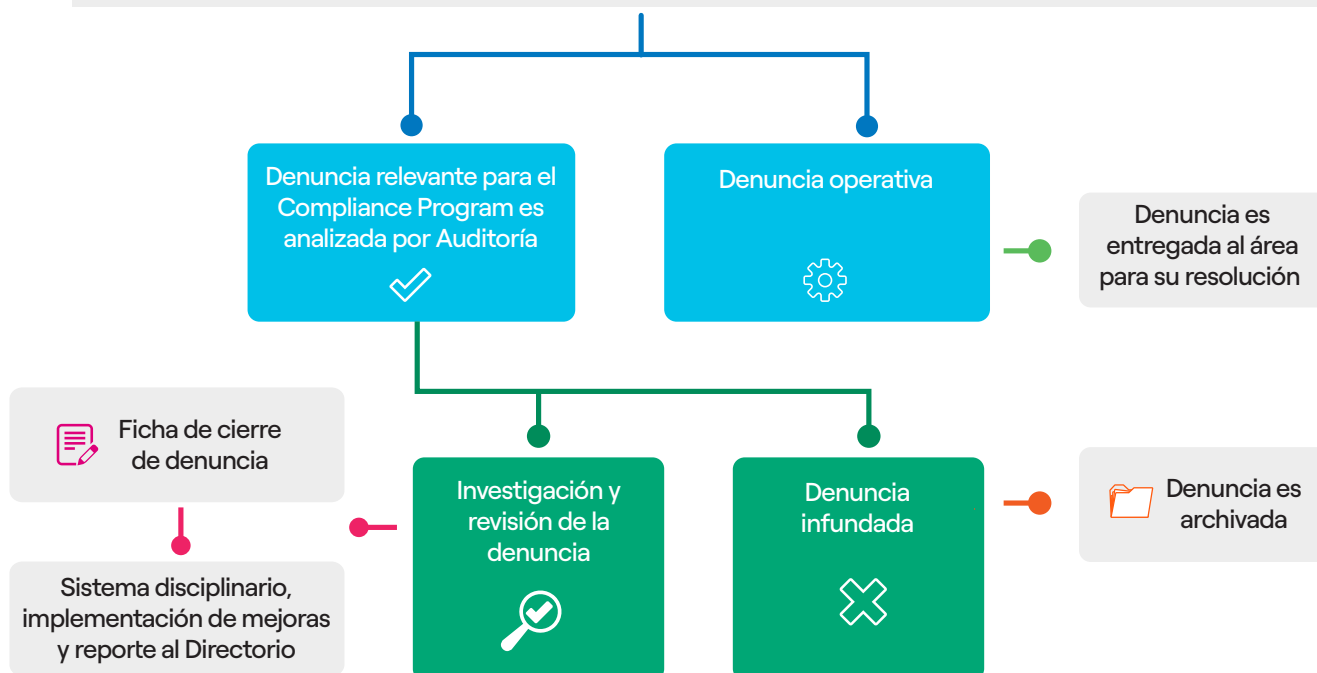 Denuncia relevante para el
Compliance Program es
analizada por Auditoría
Denuncia operativa
Denuncia es
entregada al área
para su resolución
Ficha de cierre
de denuncia
Investigación y
revisión de la
denuncia
Denuncia
infundada
Denuncia es
archivada
Sistema disciplinario,
implementación de mejoras
y reporte al Directorio